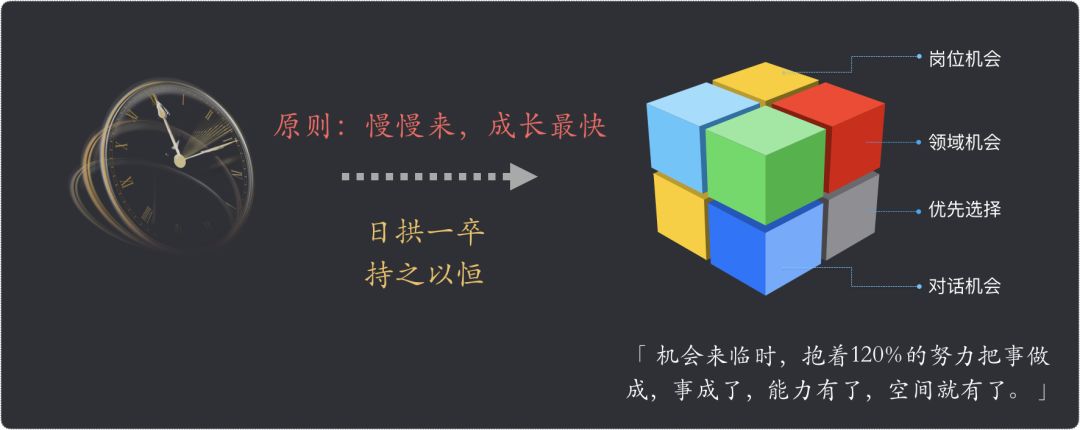 原则：慢慢来，成长最快
日拱一卒
持之以恒
岗位机会
领域机会
优先选择
对话机会
「 机会来临时，抱着120%的努力把事做
成，事成了，能力有了，空间就有了。」